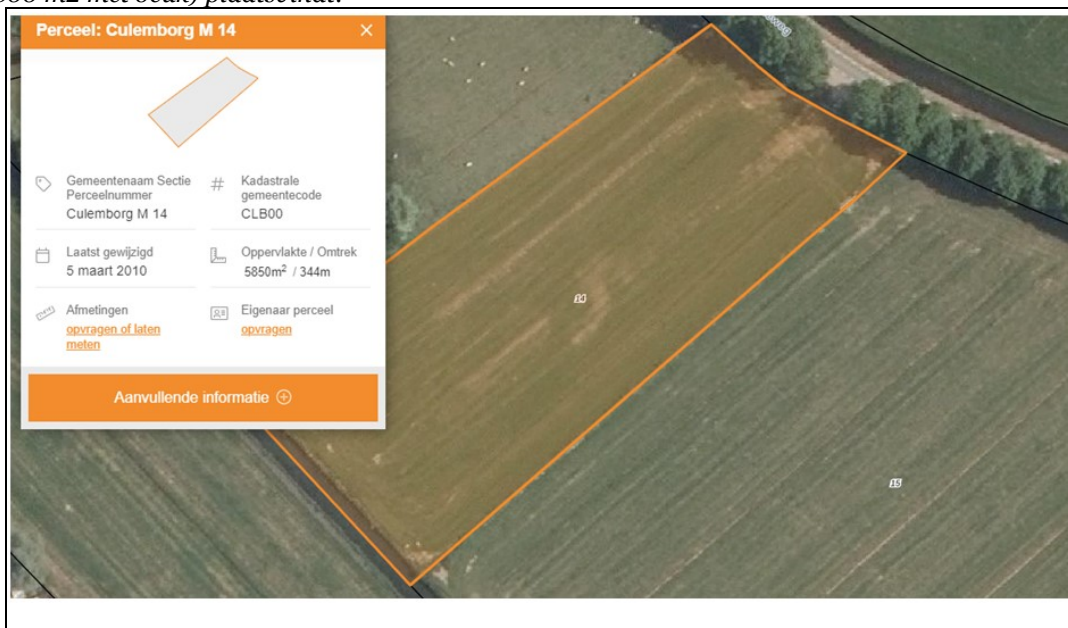 Perceel: Culemborg M 14 ×
Gemeentenaam Sectie
Perceelnummer
Culemborg M 14
# Kadastrale
gemeentecode
CLB00
Laatst gewijzigd
5 maart 2010
Oppervlakte / Omtrek
5850m² / 344m
Afmetingen
opvragen of laten
meten
Eigenaar perceel
opvragen
Aanvullende informatie
14
15